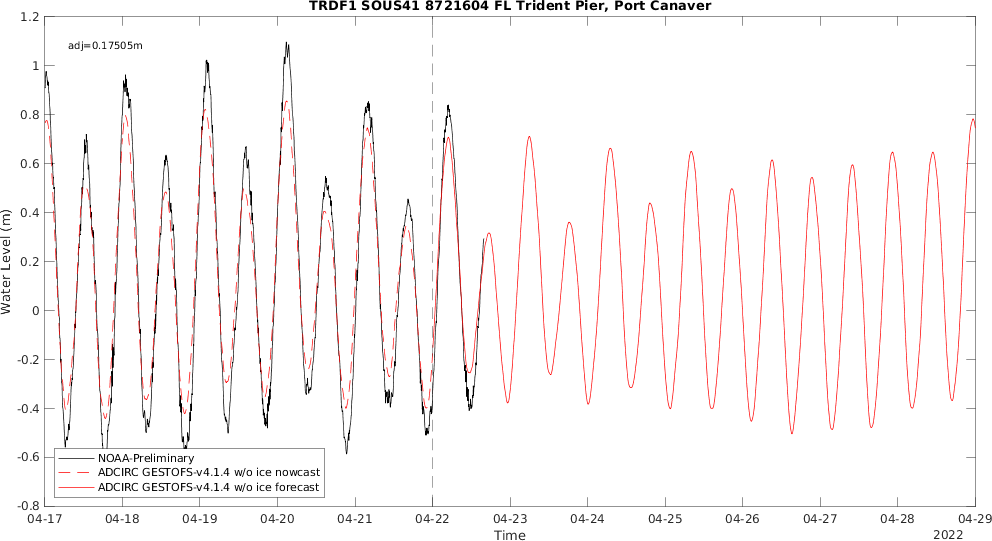 TRDF1 SOUS41 8721604 FL Trident Pier, Port Canaver
adj=0.17505m
1.2
1
0.8
0.6
0.4
0.2
0
-0.2
-0.4
-0.6
-0.8
Water Level (m)
NOAA-Preliminary
ADCIRC GESTOFS-v4.1.4 w/o ice nowcast
ADCIRC GESTOFS-v4.1.4 w/o ice forecast
04-17 04-18 04-19 04-20 04-21 04-22 04-23 04-24 04-25 04-26 04-27 04-28 04-29
Time
2022